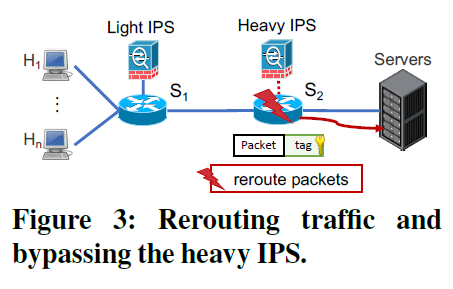 Light IPS
Heavy IPS
Servers
H1
S1
S2
Hn
Packet tag
reroute packets
Figure 3: Rerouting traffic and
bypassing the heavy IPS.